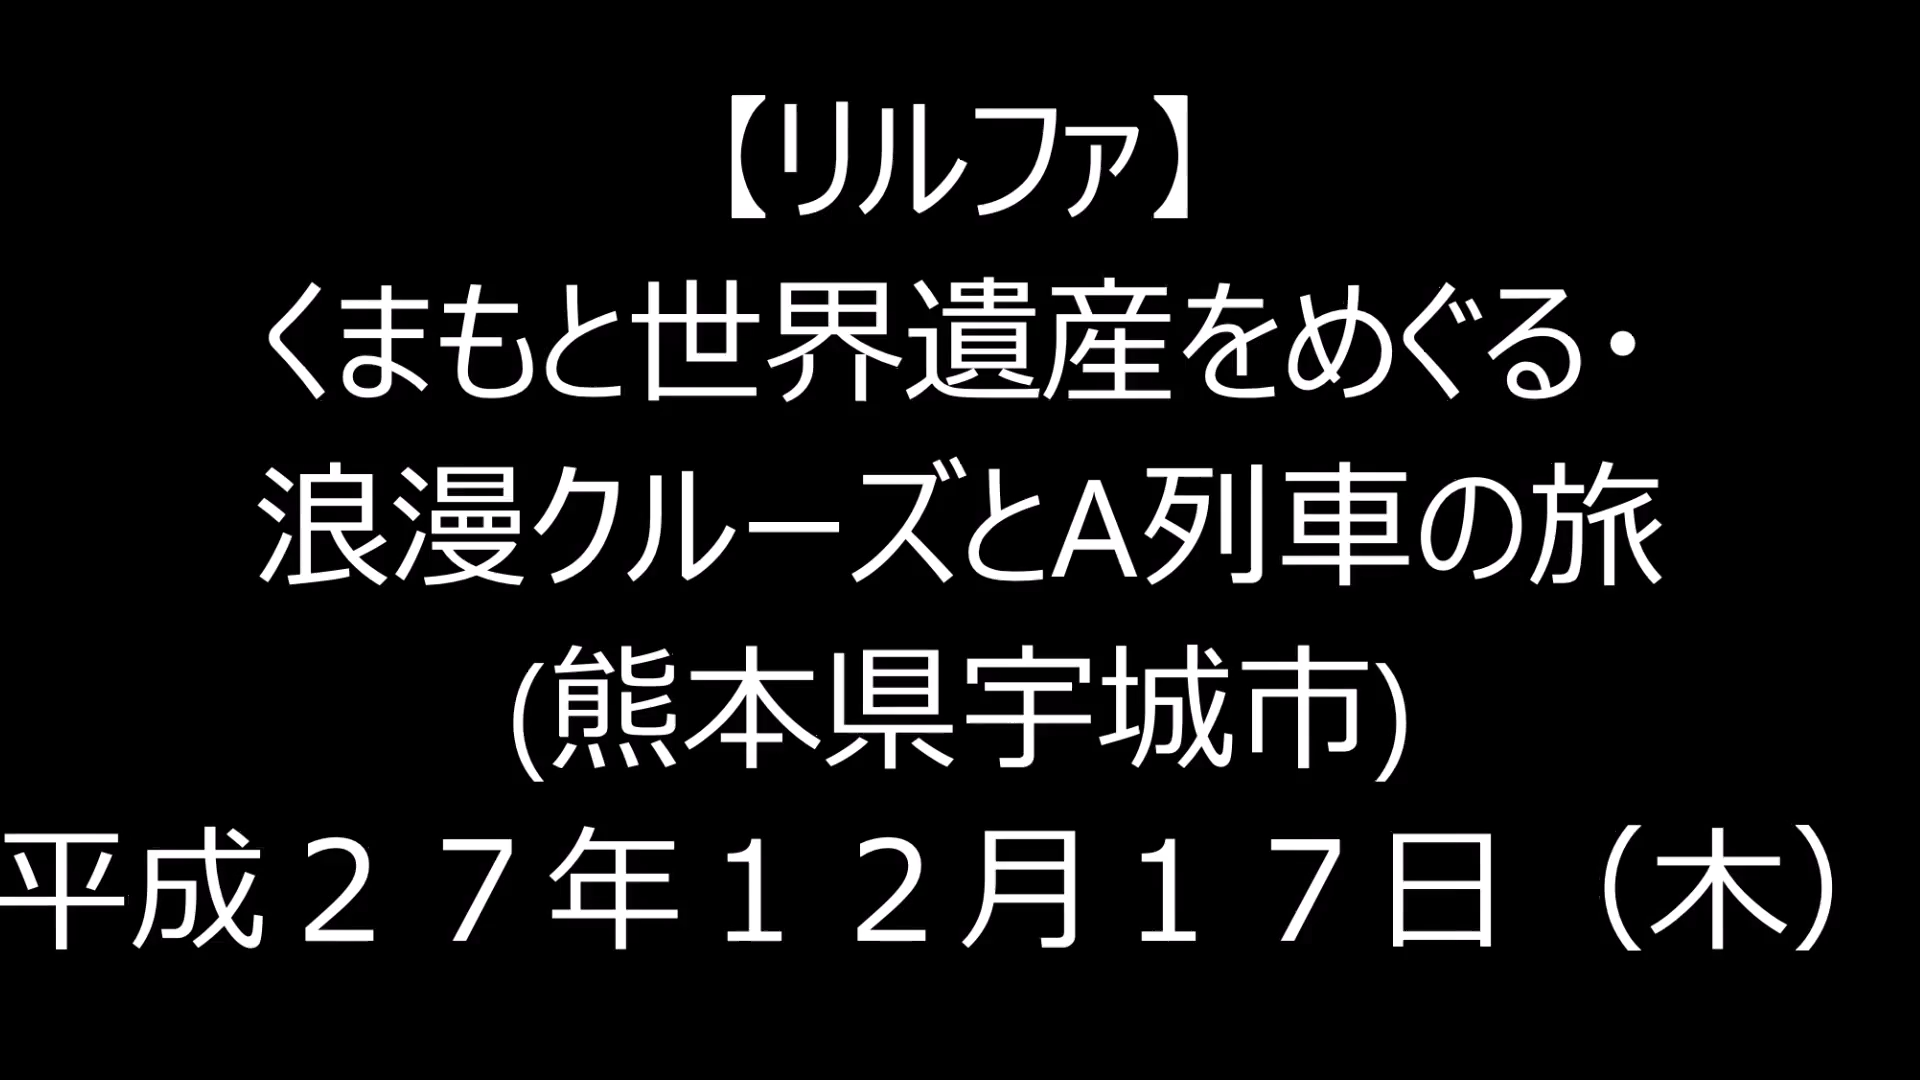 【リルファ】
くまもと世界遺産をめぐる・
浪漫クルーズとA列車の旅
(熊本県宇城市)
平成２７年１２月１７日（木）